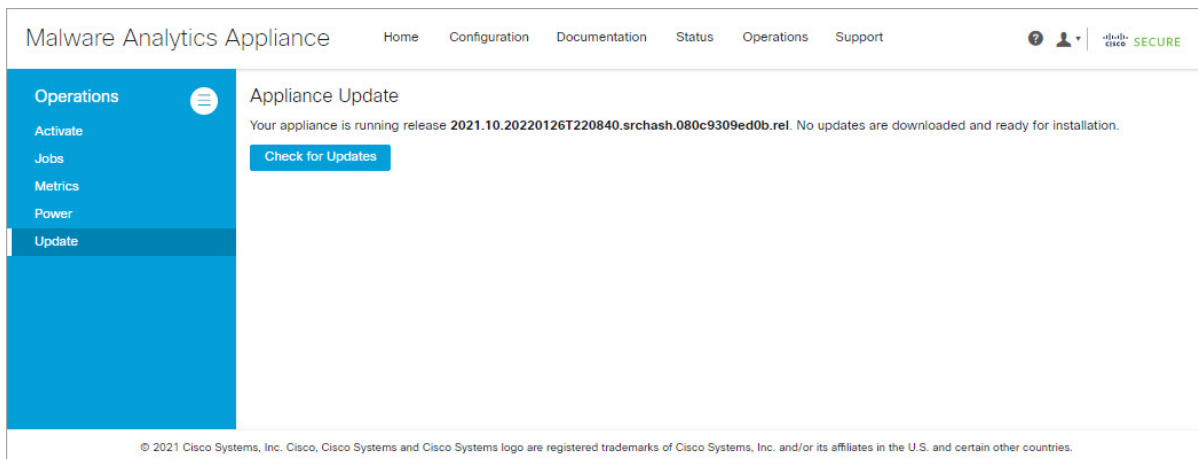 Malware Analytics Appliance
Home Configuration Documentation Status Operations Support
?
cisco SECURE
Operations
Activate
Jobs
Metrics
Power
Update
Appliance Update
Your appliance is running release 2021.10.20220126T220840.srchash.080c9309ed0b.rel. No updates are downloaded and ready for installation.
Check for Updates
© 2021 Cisco Systems, Inc. Cisco, Cisco Systems and Cisco Systems logo are registered trademarks of Cisco Systems, Inc. and/or its affiliates in the U.S. and certain other countries.